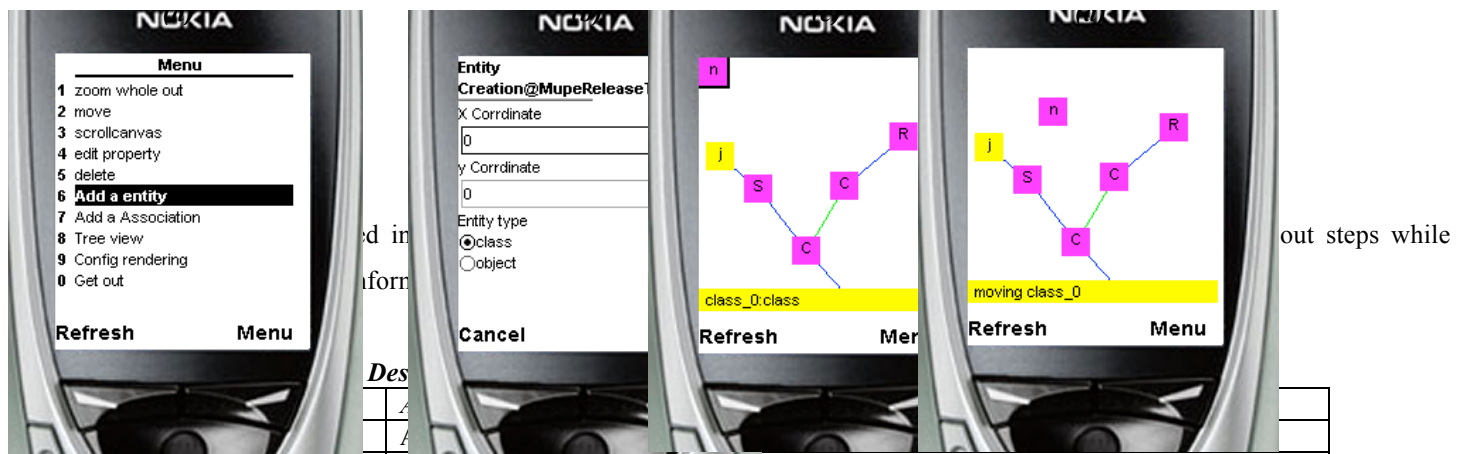 NOKIA
Menu
1 zoom whole out
2 move
3 scrollcanvas
4 edit property
5 delete
6 Add a entity
7 Add a Association
8 Tree view
9 Config rendering
0 Get out
Refresh Menu
NOKIA
Entity
Creation@MupeRelease
X Corrdinate
0
y Corrdinate
0
Entity type
class
object
Cancel
NOKIA
n
R
j
S
C
C
class_0:class
Refresh
NOKIA
n
R
j
S
C
C
moving class_0
Refresh Menu
out steps while